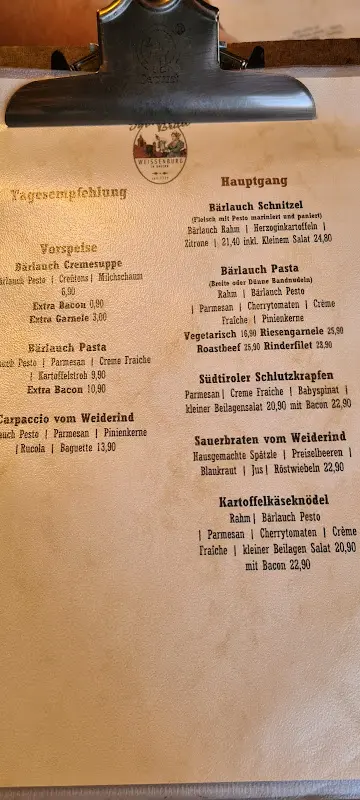 WEISSENBURG
Tagesempfehlung
Vorspeise
Bärlauch Cremesuppe
Pesto | Croûtons | Milchschaum
6,90
Extra Bacon 0,90
Extra Garnele 3,00
Bärlauch Pasta
Pesto | Parmesan | Creme Fraiche
| Kartoffelstroh 9,90
Extra Bacon 10,90
Carpaccio vom Weiderind
Pesto | Parmesan | Pinienkerne
| Rucola | Baguette 13,90
Hauptgang
Bärlauch Schnitzel
(Fleisch mit Pesto mariniert und paniert)
Bärlauch Rahm | Herzoginkartoffeln |
Zitrone | 21,40 inkl. Kleinem Salat 24,80
Bärlauch Pasta
(Breite oder Dünne Bandnudeln)
Rahm | Bärlauch Pesto
| Parmesan | Cherrytomaten | Crème
Fraîche | Pinienkerne
Vegetarisch 16,90 Riesengarnele 25,90
Roastbeef 25,90 Rinderfilet 28,90
Südtiroler Schlutzkrapfen
Parmesan| Creme Fraiche | Babyspinat |
kleiner Beilagensalat 20,90 mit Bacon 22,90
Sauerbraten vom Weiderind
Hausgemachte Spätzle | Preiselbeeren |
Blaukraut | Jus| Röstwiebeln 22,90
Kartoffelkäseknödel
Rahm| Bärlauch Pesto
| Parmesan | Cherrytomaten | Crème
Fraîche | kleiner Beilagen Salat 20,90
mit Bacon 22,90